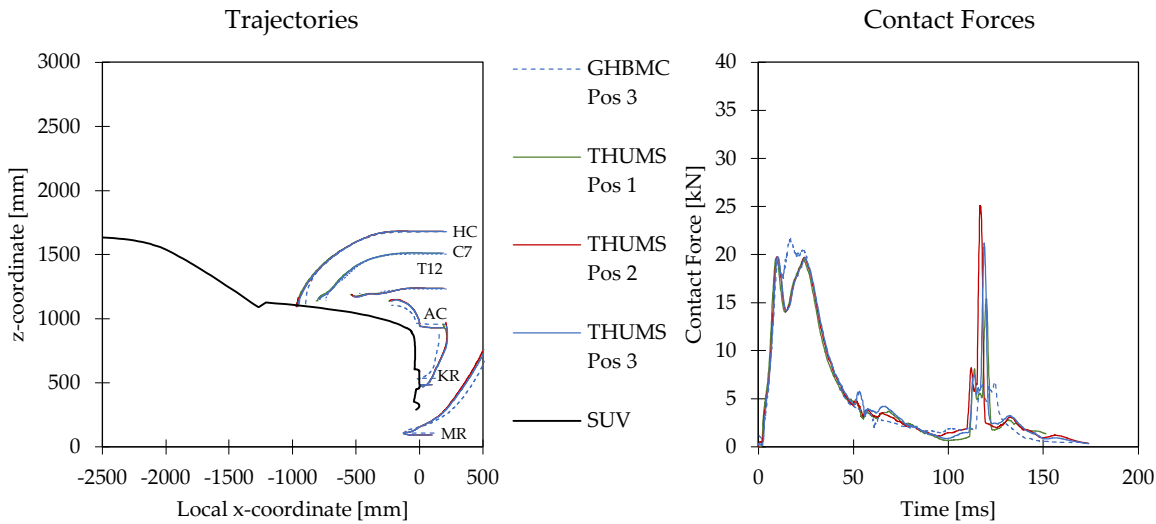 Trajectories
3000
2500
2000
1500
1000
500
0
z-coordinate [mm]
HC
C7
T12
AC
KR
MR
-2500 -2000 -1500 -1000 -500 0 500
Local x-coordinate [mm]
GHBMC
Pos 3
THUMS
Pos 1
THUMS
Pos 2
THUMS
Pos 3
SUV
Contact Forces
40
35
30
25
20
15
10
5
0
Contact Force [kN]
0 50 100 150 200
Time [ms]